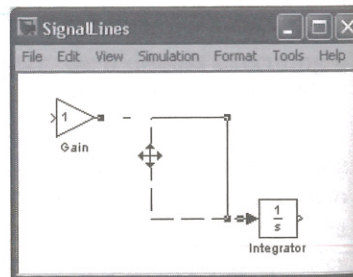 SignalLines
File Edit View Simulation Format Tools Help
1
Gain
1
s
Integrator